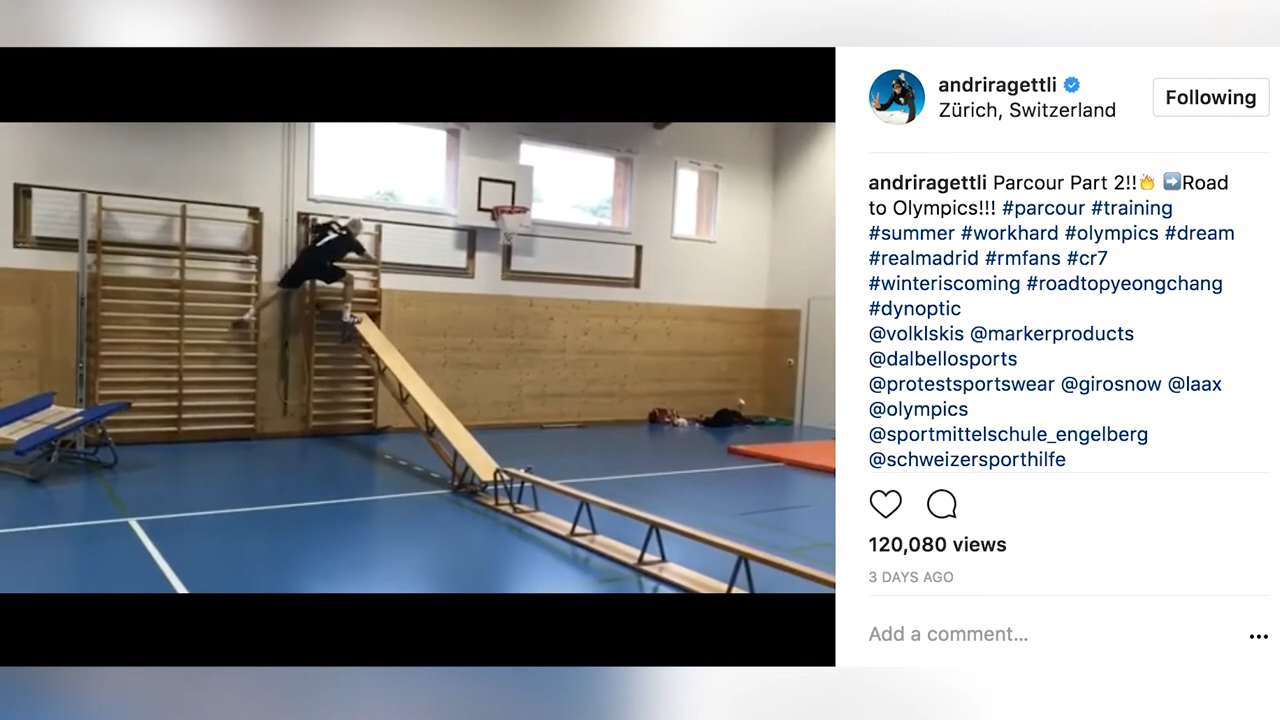 andriragettli
Zürich, Switzerland
Following
andriragettli Parcour Part 2!!🔥 ➡️Road
to Olympics!!! #parcour #training
#summer #workhard #olympics #dream
#realmadrid #rmfans #cr7
#winteriscoming #roadtopyeongchang
#dynoptic
@volklskis @markerproducts
@dalbellosports
@protestsportswear @girosnow @laax
@olympics
@sportmittelschule_engelberg
@schweizersporthilfe
120,080 views
3 DAYS AGO
Add a comment...